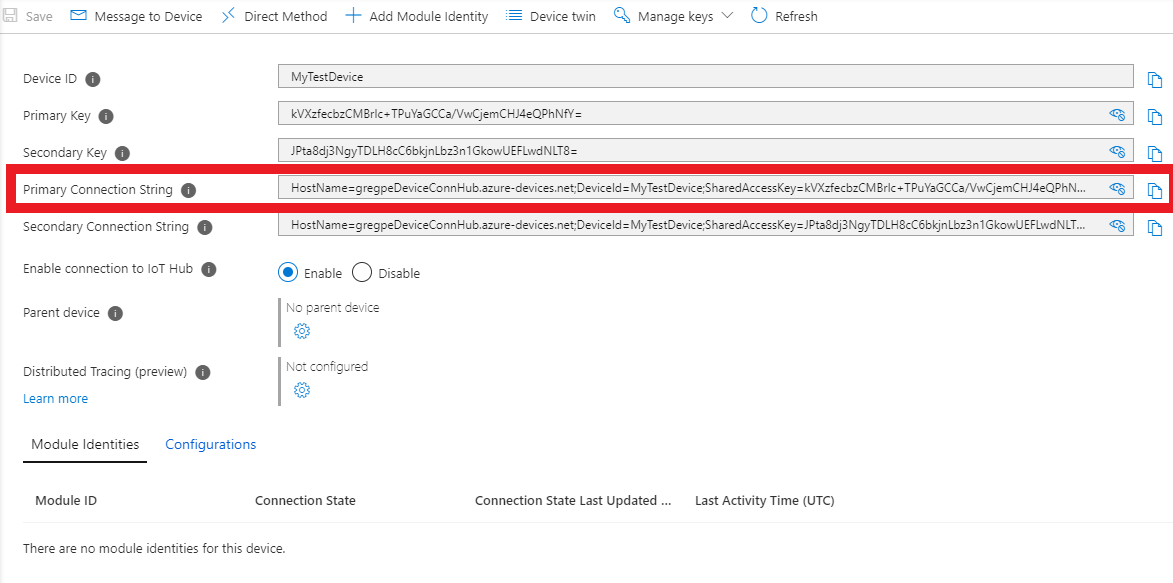 Save Message to Device Direct Method Add Module Identity Device twin Manage keys Refresh
Device ID MyTestDevice
Primary Key kVXzfecbzCMBrIc+TPuYaGCCa/VwCjemCHJ4eQPhNfY=
Secondary Key JPta8dj3NgyTDLH8cC6bkjnLbz3n1GkowUEFLwdNLT8=
Primary Connection String HostName=gregpeDeviceConnHub.azure-devices.net;DeviceId=MyTestDevice;SharedAccessKey=kVXzfecbzCMBrIc+TPuYaGCCa/VwCjemCHJ4eQPhN...
Secondary Connection String HostName=gregpeDeviceConnHub.azure-devices.net;DeviceId=MyTestDevice;SharedAccessKey=JPta8dj3NgyTDLH8cC6bkjnLbz3n1GkowUEFLwdNLT...
Enable connection to IoT Hub Enable Disable
Parent device No parent device
Distributed Tracing (preview) Not configured
Learn more
Module Identities Configurations
Module ID Connection State Connection State Last Updated ... Last Activity Time (UTC)
There are no module identities for this device.